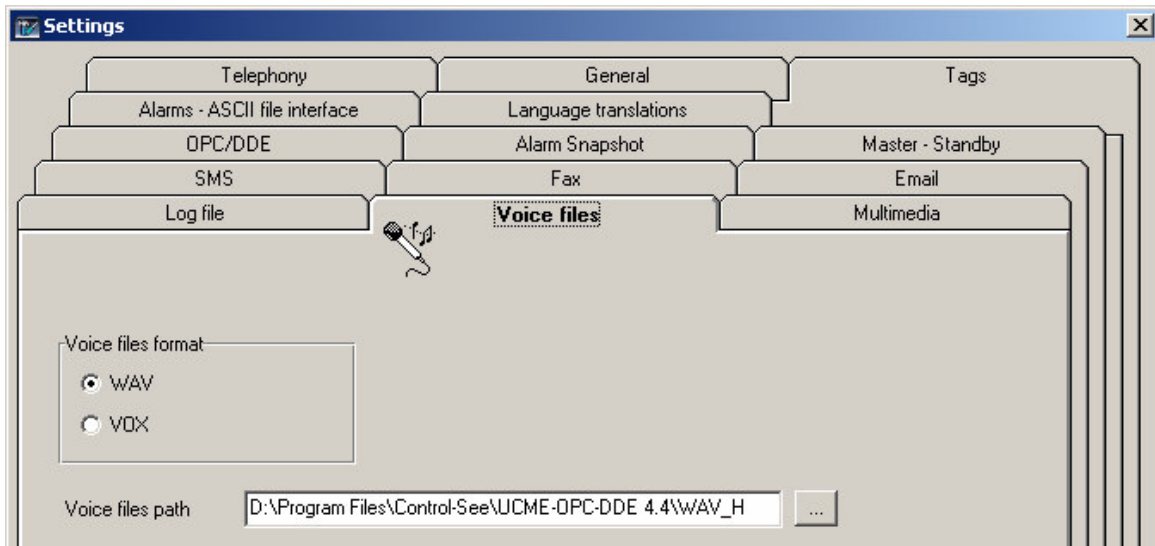 Settings
Telephony General Tags
Alarms - ASCII file interface Language translations
OPC/DDE Alarm Snapshot Master - Standby
SMS Fax Email
Log file Voice files Multimedia
Voice files format
WAV
VOX
Voice files path D:\Program Files\Control-See\UCME-OPC-DDE 4.4\WAV_H ...